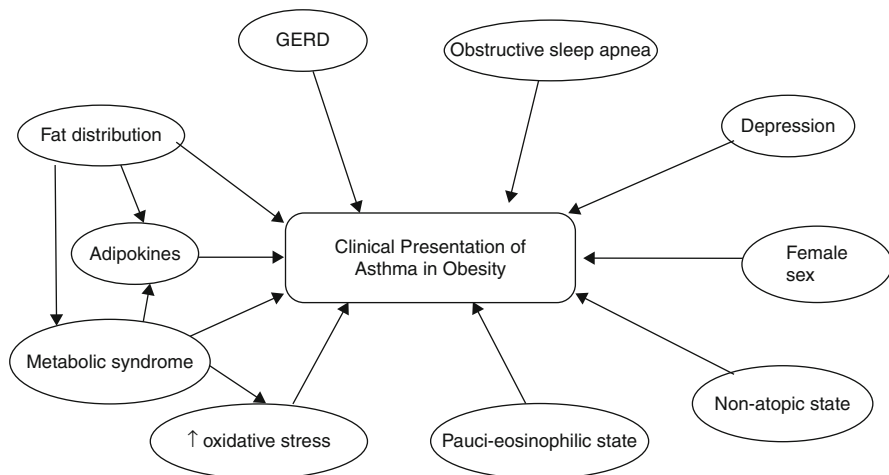 GERD
Obstructive sleep apnea
Fat distribution
Depression
Adipokines
Clinical Presentation of
Asthma in Obesity
Female
sex
Metabolic syndrome
Non-atopic state
↑ oxidative stress
Pauci-eosinophilic state